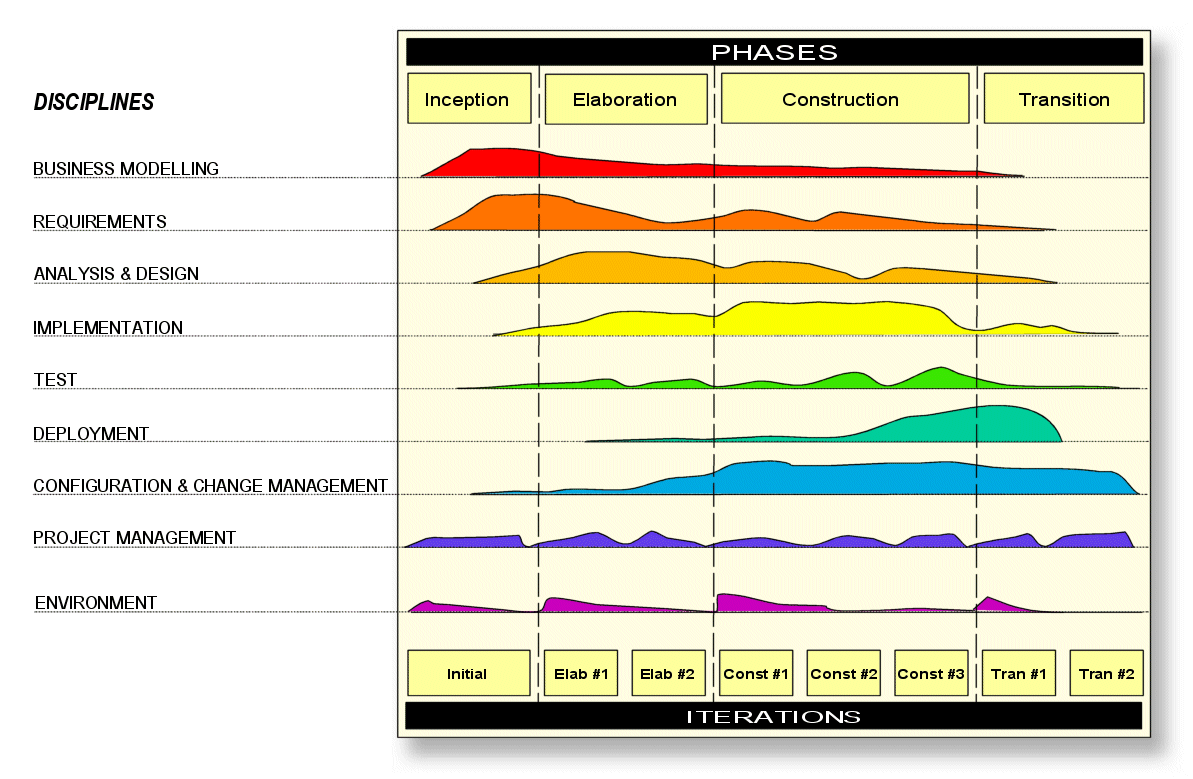 PHASES
DISCIPLINES
Inception
Elaboration
Construction
Transition
BUSINESS MODELLING
REQUIREMENTS
ANALYSIS & DESIGN
IMPLEMENTATION
TEST
DEPLOYMENT
CONFIGURATION & CHANGE MANAGEMENT
PROJECT MANAGEMENT
ENVIRONMENT
Initial
Elab #1
Elab #2
Const #1
Const #2
Const #3
Tran #1
Tran #2
ITERATIONS